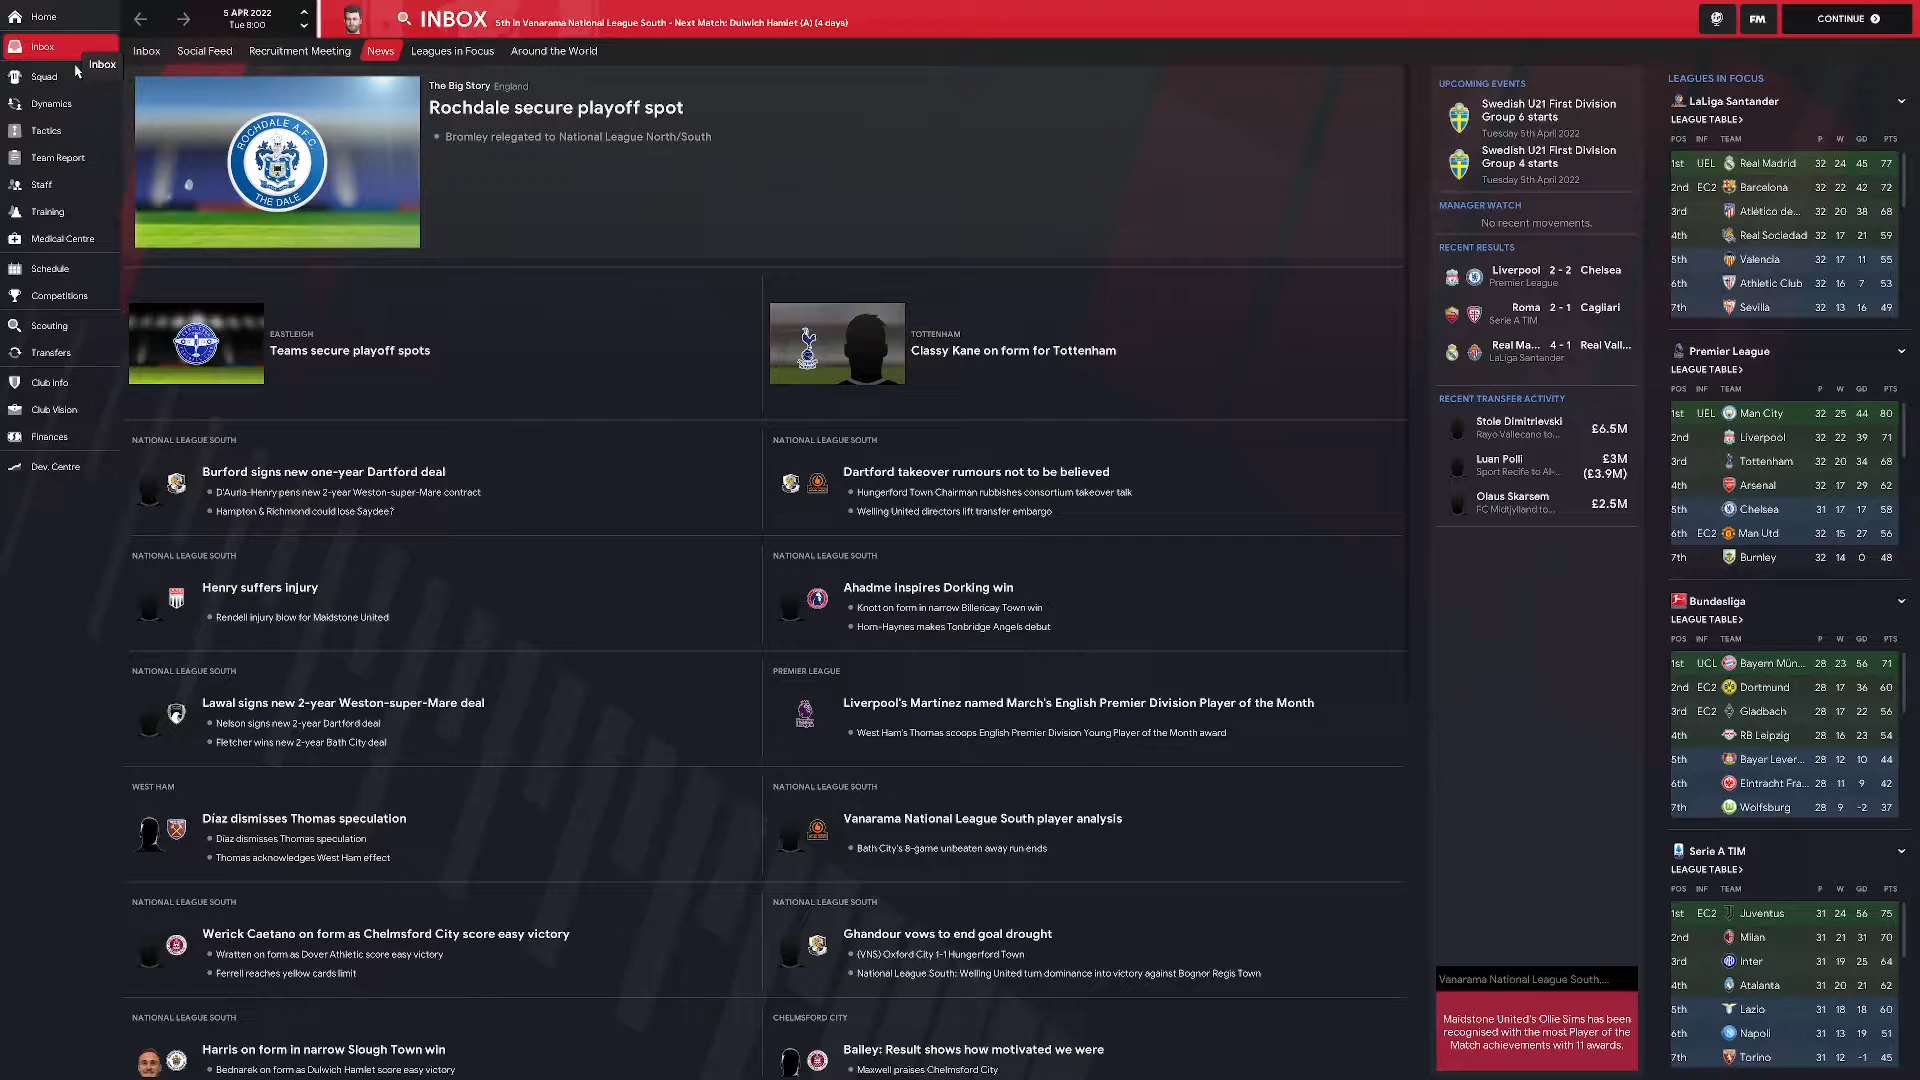 Home
Inbox
Inbox
Squad
Dynamics
Tactics
Team Report
Staff
Training
Medical Centre
Schedule
Competitions
Scouting
Transfers
Club Info
Club Vision
Finances
Dev. Centre
5 APR 2022
Tue 8:00
INBOX
5th in Vanarama National League South - Next Match: Dulwich Hamlet (A) (4 days)
FM
CONTINUE
Inbox Social Feed Recruitment Meeting News Leagues in Focus Around the World
The Big Story England
Rochdale secure playoff spot
Bromley relegated to National League North/South
ROCHDALE A.F.C.
THE DALE
EASTLEIGH
Teams secure playoff spots
TOTTENHAM
Classy Kane on form for Tottenham
NATIONAL LEAGUE SOUTH
Burford signs new one-year Dartford deal
D'Auria-Henry pens new 2-year Weston-super-Mare contract
Hampton & Richmond could lose Saydee?
NATIONAL LEAGUE SOUTH
Dartford takeover rumours not to be believed
Hungerford Town Chairman rubbishes consortium takeover talk
Welling United directors lift transfer embargo
NATIONAL LEAGUE SOUTH
Henry suffers injury
Rendell injury blow for Maidstone United
NATIONAL LEAGUE SOUTH
Ahadme inspires Dorking win
Knott on form in narrow Billericay Town win
Horn-Haynes makes Tonbridge Angels debut
NATIONAL LEAGUE SOUTH
Lawal signs new 2-year Weston-super-Mare deal
Nelson signs new 2-year Dartford deal
Fletcher wins new 2-year Bath City deal
PREMIER LEAGUE
Liverpool's Martínez named March's English Premier Division Player of the Month
West Ham's Thomas scoops English Premier Division Young Player of the Month award
WEST HAM
Díaz dismisses Thomas speculation
Díaz dismisses Thomas speculation
Thomas acknowledges West Ham effect
NATIONAL LEAGUE SOUTH
Vanarama National League South player analysis
Bath City's 8-game unbeaten away run ends
NATIONAL LEAGUE SOUTH
Werick Caetano on form as Chelmsford City score easy victory
Wratten on form as Dover Athletic score easy victory
Ferrell reaches yellow cards limit
NATIONAL LEAGUE SOUTH
Ghandour vows to end goal drought
(VNS) Oxford City 1-1 Hungerford Town
National League South: Welling United turn dominance into victory against Bognor Regis Town
NATIONAL LEAGUE SOUTH
Harris on form in narrow Slough Town win
Bednarek on form as Dulwich Hamlet score easy victory
CHELMSFORD CITY
Bailey: Result shows how motivated we were
Maxwell praises Chelmsford City
UPCOMING EVENTS
Swedish U21 First Division
Group 6 starts
Tuesday 5th April 2022
Swedish U21 First Division
Group 4 starts
Tuesday 5th April 2022
MANAGER WATCH
No recent movements.
RECENT RESULTS
Liverpool 2 - 2 Chelsea
Premier League
Roma 2 - 1 Cagliari
Serie A TIM
Real Ma... 4 - 1 Real Vall...
LaLiga Santander
RECENT TRANSFER ACTIVITY
Stole Dimitrievski £6.5M
Rayo Vallecano to...
Luan Polli £3M
Sport Recife to Al-... (£3.9M)
Olaus Skarsem £2.5M
FC Midtjylland to...
Vanarama National League South,...
Maidstone United's Ollie Sims has been
recognised with the most Player of the
Match achievements with 11 awards.
LEAGUES IN FOCUS
LaLiga Santander
LEAGUE TABLE>
POS INF TEAM P W GD PTS
1st UEL Real Madrid 32 24 45 77
2nd EC2 Barcelona 32 22 42 72
3rd Atlético de... 32 20 38 68
4th Real Sociedad 32 17 21 59
5th Valencia 32 17 11 55
6th Athletic Club 32 16 7 53
7th Sevilla 32 13 16 49
Premier League
LEAGUE TABLE>
POS INF TEAM P W GD PTS
1st UEL Man City 32 25 44 80
2nd Liverpool 32 22 39 71
3rd Tottenham 32 20 34 68
4th Arsenal 32 17 29 62
5th Chelsea 31 17 17 58
6th EC2 Man Utd 32 15 27 56
7th Burnley 32 14 0 48
Bundesliga
LEAGUE TABLE>
POS INF TEAM P W GD PTS
1st UCL Bayern Mün... 28 23 56 71
2nd EC2 Dortmund 28 17 36 60
3rd EC2 Gladbach 28 17 22 56
4th RB Leipzig 28 16 23 54
5th Bayer Lever... 28 12 10 44
6th Eintracht Fra... 28 11 9 42
7th Wolfsburg 28 9 -2 37
Serie A TIM
LEAGUE TABLE>
POS INF TEAM P W GD PTS
1st EC2 Juventus 31 24 56 75
2nd Milan 31 21 31 70
3rd Inter 31 19 25 64
4th Atalanta 31 20 21 62
5th Lazio 31 18 18 60
6th Napoli 31 13 19 51
7th Torino 31 12 -1 45